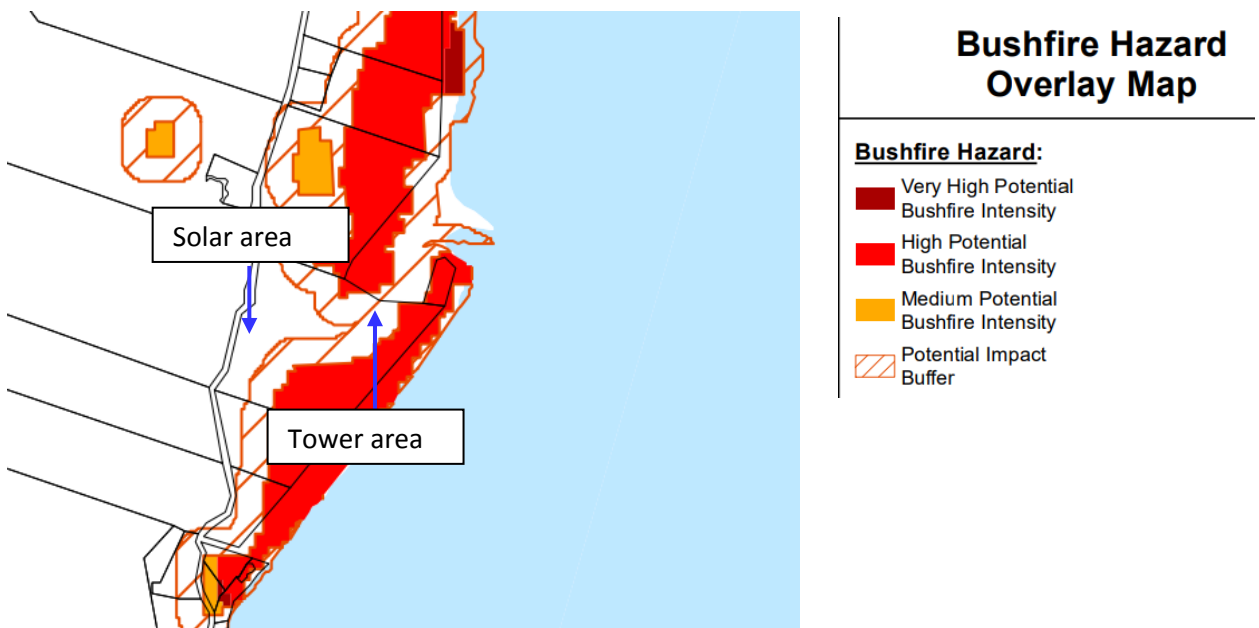 Solar area
Tower area
Bushfire Hazard
Overlay Map
Bushfire Hazard:
Very High Potential
Bushfire Intensity
High Potential
Bushfire Intensity
Medium Potential
Bushfire Intensity
Potential Impact
Buffer